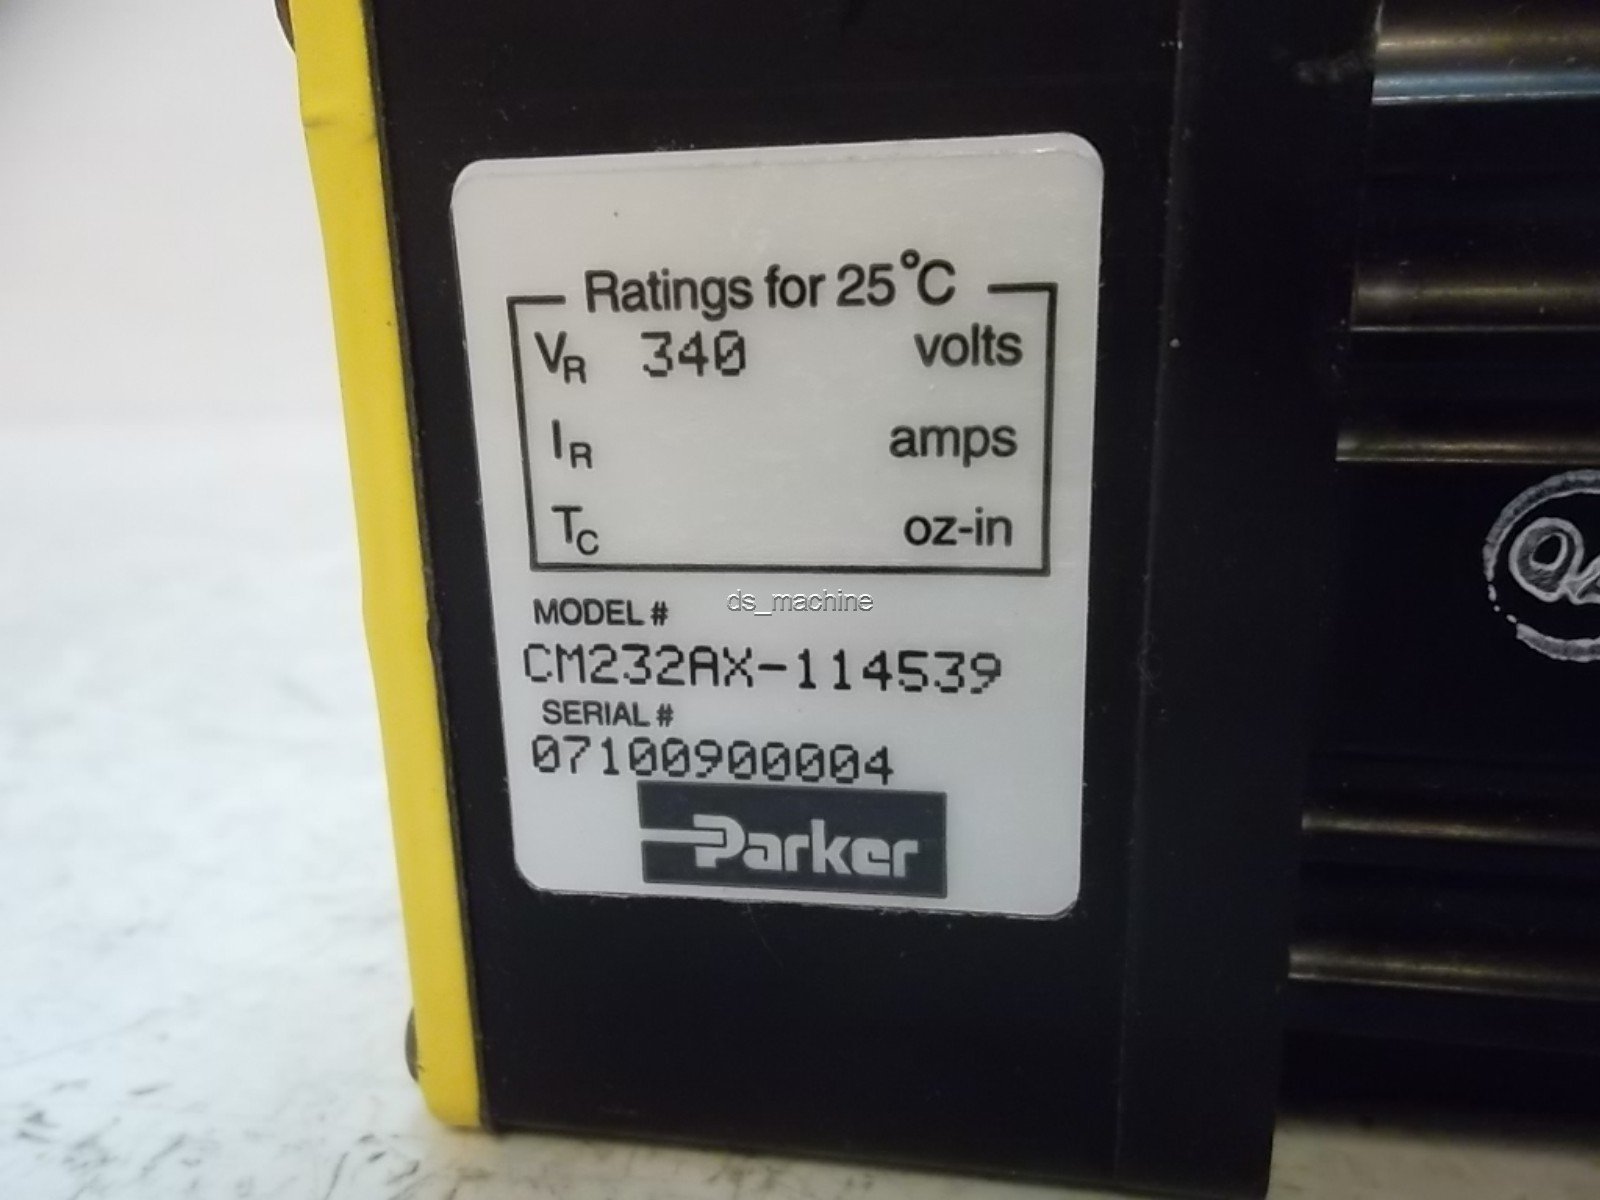 Ratings for 25°C
VR 340 volts
IR amps
TC oz-in
MODEL #
ds_machine
CM232AX-114539
SERIAL #
07100900004
Parker